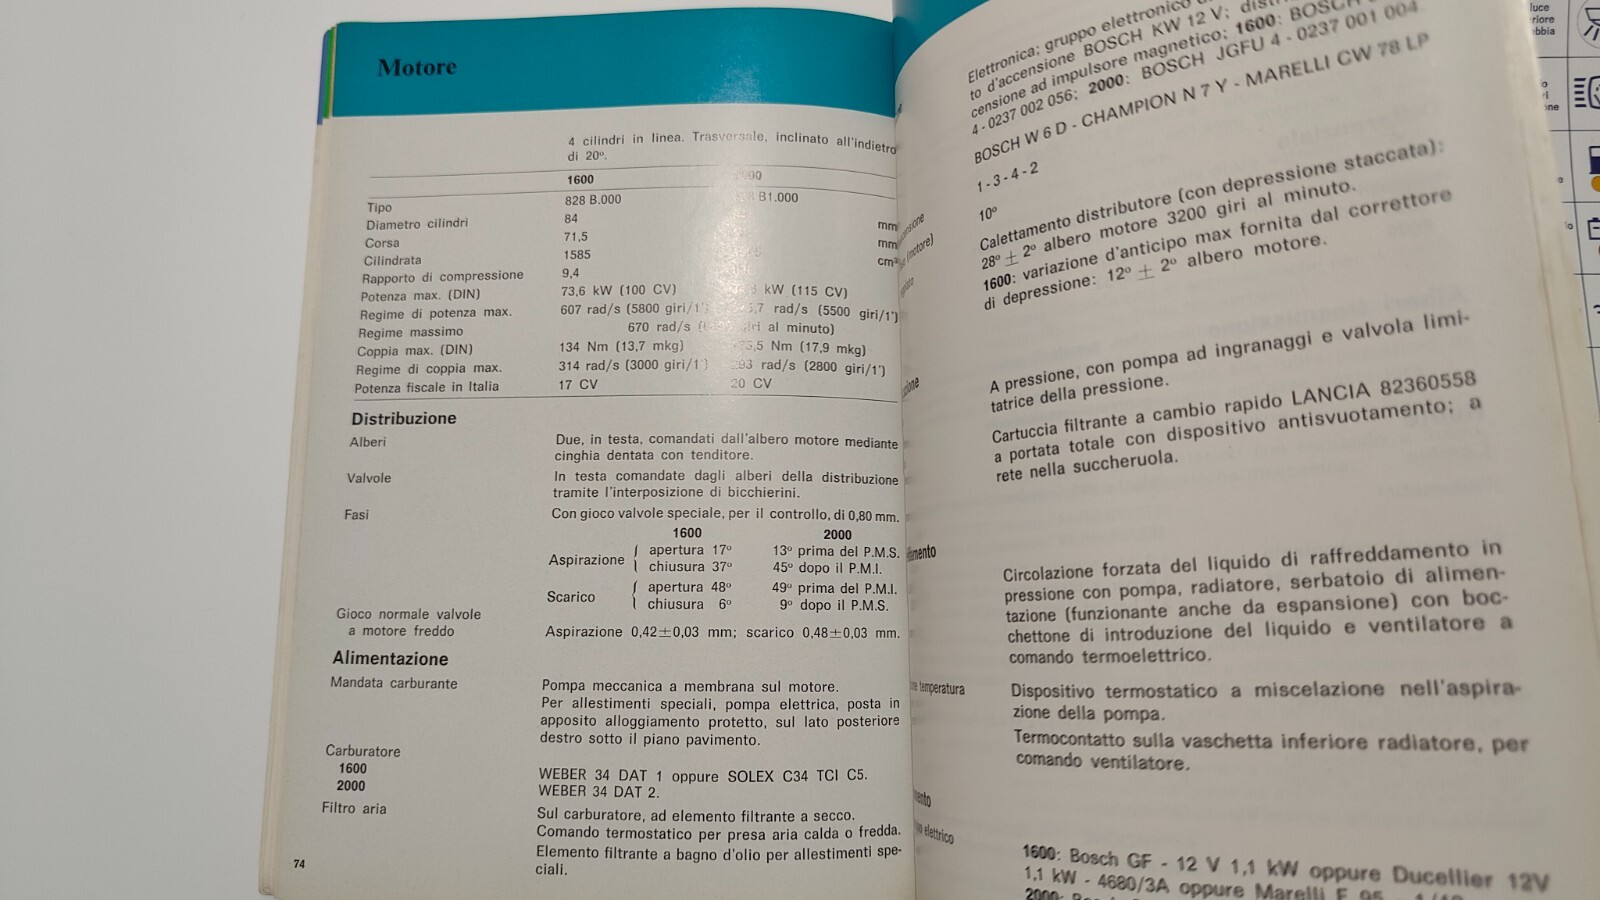 Motore
4 cilindri in linea. Trasversale, inclinato all'indietro
di 20°.
1600
Tipo 828 B.000 B1.000
Diametro cilindri 84 mm
Corsa 71,5 mm
Cilindrata 1585 cm³
Rapporto di compressione 9,4
Potenza max. (DIN) 73,6 kW (100 CV) kW (115 CV)
Regime di potenza max. 607 rad/s (5800 giri/1') rad/s (5500 giri/1')
Regime massimo 670 rad/s giri al minuto)
Coppia max. (DIN) 134 Nm (13,7 mkg) Nm (17,9 mkg)
Regime di coppia max. 314 rad/s (3000 giri/1') 293 rad/s (2800 giri/1')
Potenza fiscale in Italia 17 CV 20 CV
Distribuzione
Alberi Due, in testa, comandati dall'albero motore mediante
cinghia dentata con tenditore.
Valvole In testa comandate dagli alberi della distribuzione
tramite l'interposizione di bicchierini.
Fasi Con gioco valvole speciale, per il controllo, di 0,80 mm.
1600 2000
Aspirazione { apertura 17° 13° prima del P.M.S.
chiusura 37° 45° dopo il P.M.I.
Scarico { apertura 48° 49° prima del P.M.I.
chiusura 6° 9° dopo il P.M.S.
Gioco normale valvole
a motore freddo Aspirazione 0,42±0,03 mm; scarico 0,48±0,03 mm.
Alimentazione
Mandata carburante Pompa meccanica a membrana sul motore.
Per allestimenti speciali, pompa elettrica, posta in
apposito alloggiamento protetto, sul lato posteriore
destro sotto il piano pavimento.
Carburatore
1600 WEBER 34 DAT 1 oppure SOLEX C34 TCI C5.
2000 WEBER 34 DAT 2.
Filtro aria Sul carburatore, ad elemento filtrante a secco.
Comando termostatico per presa aria calda o fredda.
Elemento filtrante a bagno d'olio per allestimenti spe-
ciali.
74
Elettronica; gruppo elettronico
to d'accensione BOSCH KW 12 V;
censione ad impulsore magnetico; 1600: BOSCH
4 - 0237 002 056; 2000: BOSCH JGFU 4 - 0237 001 004
BOSCH W 6 D - CHAMPION N 7 Y - MARELLI CW 78 LP
1 - 3 - 4 - 2
10°
Calettamento distributore (con depressione staccata):
28° ± 2° albero motore 3200 giri al minuto.
1600: variazione d'anticipo max fornita dal correttore
di depressione: 12° ± 2° albero motore.
(motore)
A pressione, con pompa ad ingranaggi e valvola limi-
tatrice della pressione.
Cartuccia filtrante a cambio rapido LANCIA 82360558
a portata totale con dispositivo antisvuotamento; a
rete nella succheruola.
Circolazione forzata del liquido di raffreddamento in
pressione con pompa, radiatore, serbatoio di alimen-
tazione (funzionante anche da espansione) con boc-
chettone di introduzione del liquido e ventilatore a
comando termoelettrico.
temperatura Dispositivo termostatico a miscelazione nell'aspira-
zione della pompa.
Termocontatto sulla vaschetta inferiore radiatore, per
comando ventilatore.
elettrico
1600: Bosch GF - 12 V 1,1 kW oppure Ducellier 12V
1,1 kW - 4680/3A oppure Marelli E 95
2000:
luce